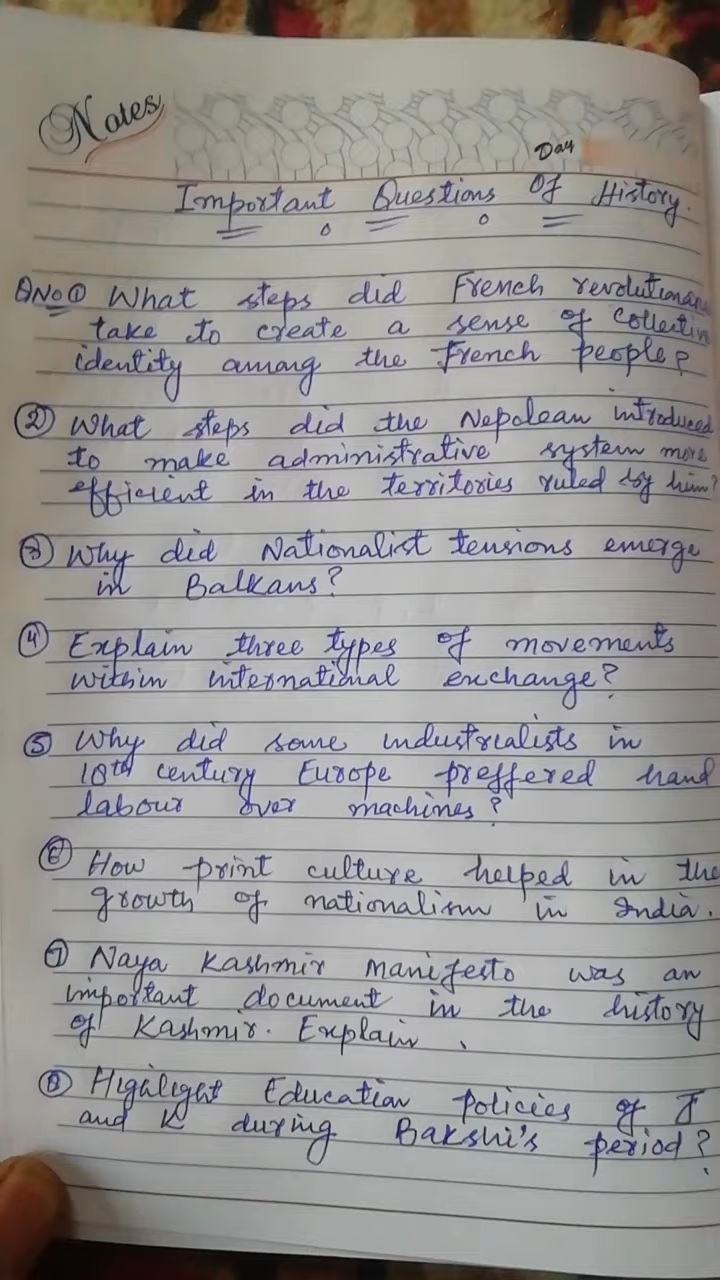 Notes
Day
Important Questions Of History.
QNo① What steps did French revolutionans
take to create a sense of collectiv
identity among the French people?
② What steps did the Nepolean introduced
to make administrative system more
efficient in the territories ruled by him?
③ Why did Nationalist tensions emerge
in Balkans?
④ Explain three types of movements
within international exchange?
⑤ Why did some industrialists in
18th century Europe preffered hand
labour over machines?
⑥ How print culture helped in the
growth of nationalism in India.
⑦ Naya Kashmir Manifesto was an
important document in the history
of Kashmir. Explain.
⑧ Higäligät Education policies of J
and K during Bakshi's period?